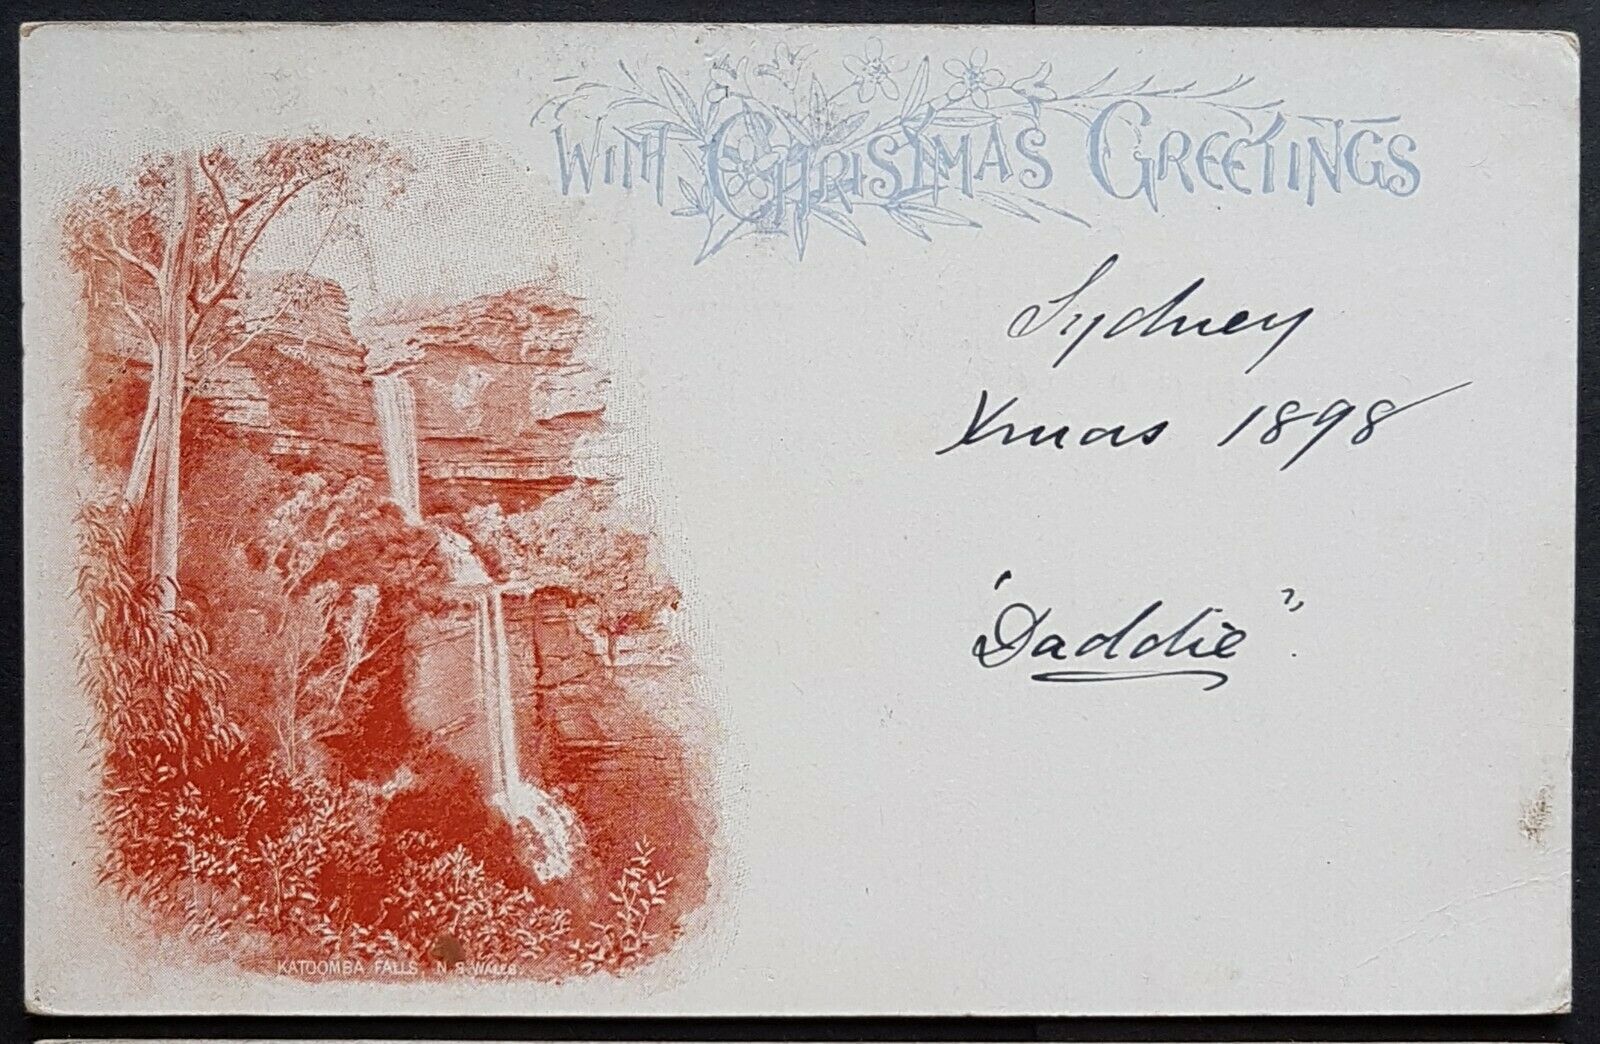 With Christmas Greetings
Sydney
Xmas 1898
"Daddie".
KATOOMBA FALLS, N.S. WALES.